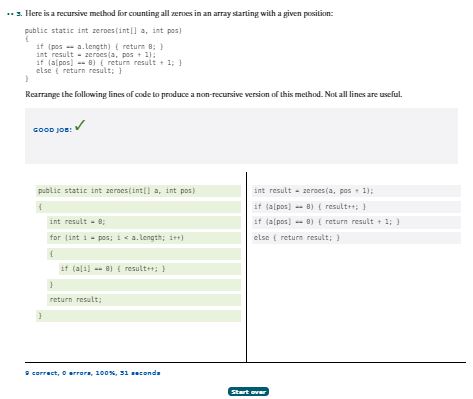 •• 3. Here is a recursive method for counting all zeroes in an array starting with a given position:
public static int zeroes(int[] a, int pos)
{
if (pos == a.length) { return 0; }
int result = zeroes(a, pos + 1);
if (a[pos] == 0) { return result + 1; }
else { return result; }
}
Rearrange the following lines of code to produce a non-recursive version of this method. Not all lines are useful.
GOOD JOB!
public static int zeroes(int[] a, int pos)
{
int result = 0;
for (int i = pos; i < a.length; i++)
{
if (a[i] == 0) { result++; }
}
return result;
}
int result = zeroes(a, pos + 1);
if (a[pos] == 0) { result++; }
if (a[pos] == 0) { return result + 1; }
else { return result; }
9 correct, 0 errors, 100%, 31 seconds
Start over